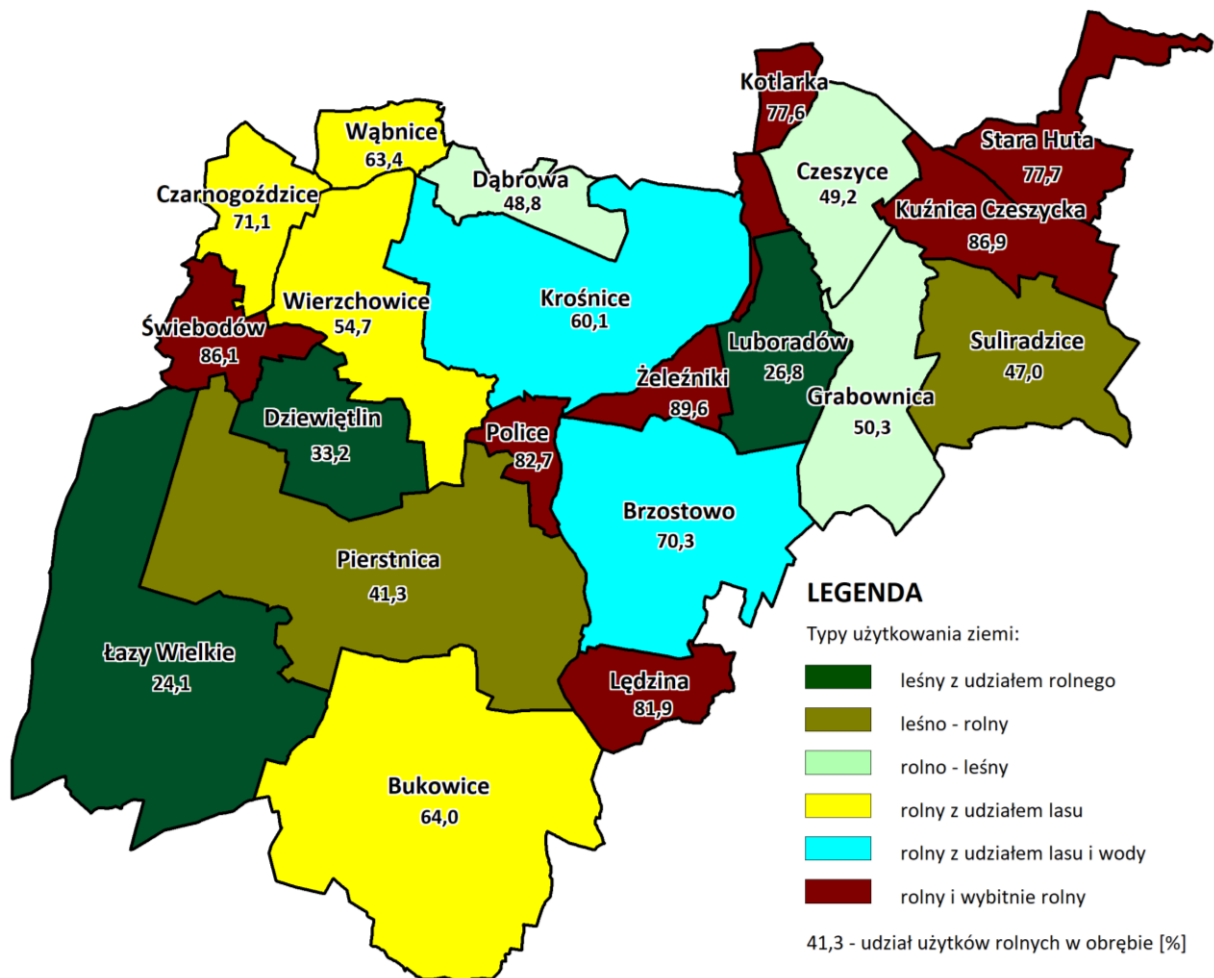 Kotlarka
77,6
Stara Huta
77,7
Wąbnice
63,4
Czeszyce
49,2
Dąbrowa
48,8
Czarnogoździce
71,1
Kuźnica Czeszycka
86,9
Krośnice
60,1
Wierzchowice
54,7
Świebodów
86,1
Luboradów
26,8
Suliradzice
47,0
Żeleźniki
89,6
Grabownica
50,3
Dziewiętlin
33,2
Police
82,7
Brzostowo
70,3
Pierstnica
41,3
Łazy Wielkie
24,1
Lędzina
81,9
Bukowice
64,0
LEGENDA
Typy użytkowania ziemi:
leśny z udziałem rolnego
leśno - rolny
rolno - leśny
rolny z udziałem lasu
rolny z udziałem lasu i wody
rolny i wybitnie rolny
41,3 - udział użytków rolnych w obrębie [%]